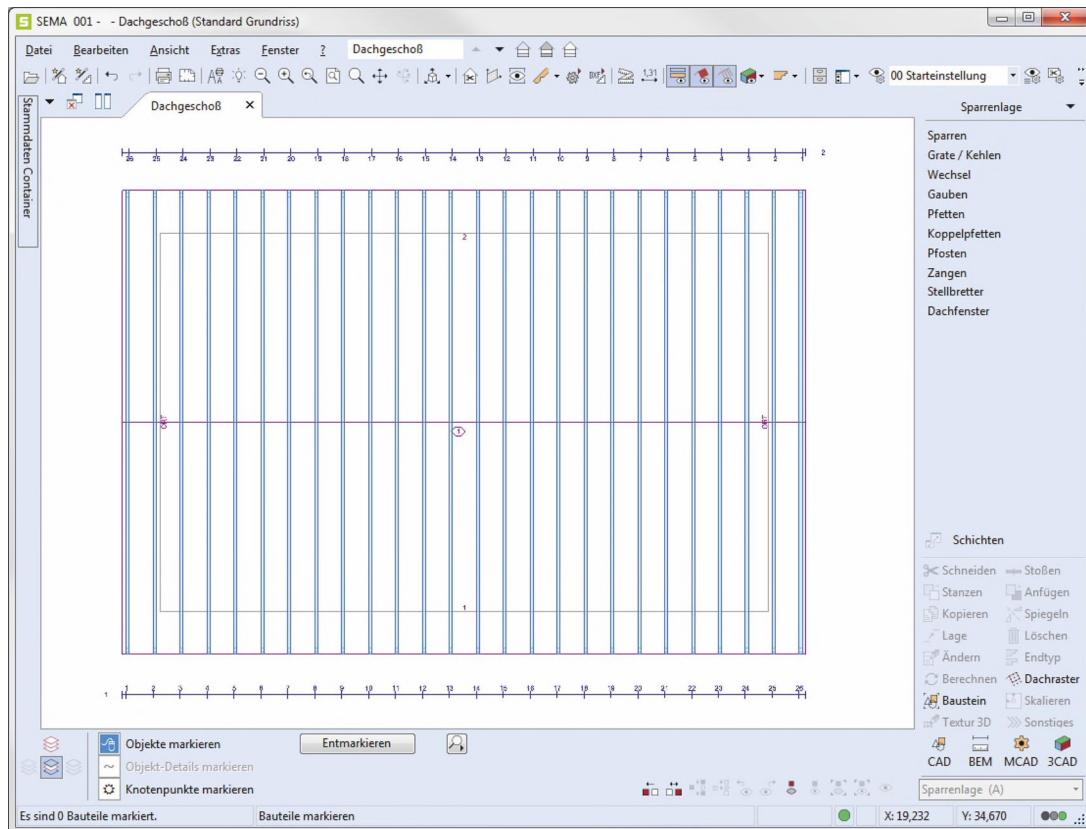 SEMA 001 - - Dachgeschoß (Standard Grundriss)
Datei Bearbeiten Ansicht Extras Fenster ? Dachgeschoß
1,31 00 Starteinstellung
Stammdaten Container
Dachgeschoß
Sparrenlage
Sparren
Grate / Kehlen
Wechsel
Gauben
Pfetten
Koppelpfetten
Pfosten
Zangen
Stellbretter
Dachfenster
26 25 24 23 22 21 20 19 18 17 16 15 14 13 12 11 10 9 8 7 6 5 4 3 2 1 2
2
ORT ORT
1
1
1 1 2 3 4 5 6 7 8 9 10 11 12 13 14 15 16 17 18 19 20 21 22 23 24 25 26
Schichten
Schneiden Stoßen
Stanzen Anfügen
Kopieren Spiegeln
Lage Löschen
Ändern Endtyp
Berechnen Dachraster
Baustein Skalieren
Textur 3D Sonstiges
CAD BEM MCAD 3CAD
Sparrenlage (A)
Objekte markieren Entmarkieren
Objekt-Details markieren
Knotenpunkte markieren
Es sind 0 Bauteile markiert. Bauteile markieren X: 19,232 Y: 34,670